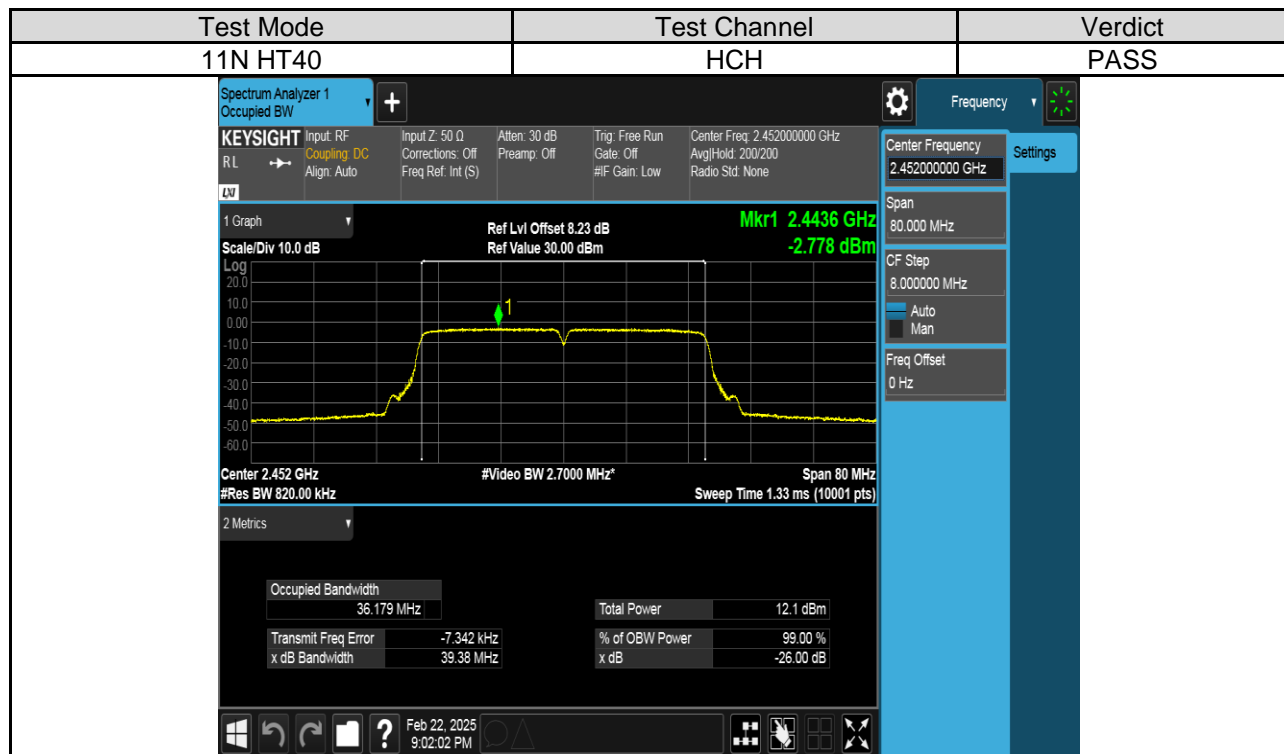 Test Mode Test Channel Verdict
11N HT40 HCH PASS
Spectrum Analyzer 1
Occupied BW
+
Frequency
KEYSIGHT
R L
LXI
Input: RF
Coupling: DC
Align: Auto
Input Z: 50 Ω
Corrections: Off
Freq Ref: Int (S)
Atten: 30 dB
Preamp: Off
Trig: Free Run
Gate: Off
#IF Gain: Low
Center Freq: 2.452000000 GHz
Avg|Hold: 200/200
Radio Std: None
Center Frequency
2.452000000 GHz
Settings
Span
80.000 MHz
CF Step
8.000000 MHz
Auto
Man
Freq Offset
0 Hz
1 Graph
Scale/Div 10.0 dB
Ref Lvl Offset 8.23 dB
Ref Value 30.00 dBm
Mkr1 2.4436 GHz
-2.778 dBm
Log
20.0
10.0
0.00
-10.0
-20.0
-30.0
-40.0
-50.0
-60.0
1
Center 2.452 GHz
#Res BW 820.00 kHz
#Video BW 2.7000 MHz*
Span 80 MHz
Sweep Time 1.33 ms (10001 pts)
2 Metrics
Occupied Bandwidth
36.179 MHz
Total Power 12.1 dBm
Transmit Freq Error -7.342 kHz
% of OBW Power 99.00 %
x dB Bandwidth 39.38 MHz
x dB -26.00 dB
?
Feb 22, 2025
9:02:02 PM